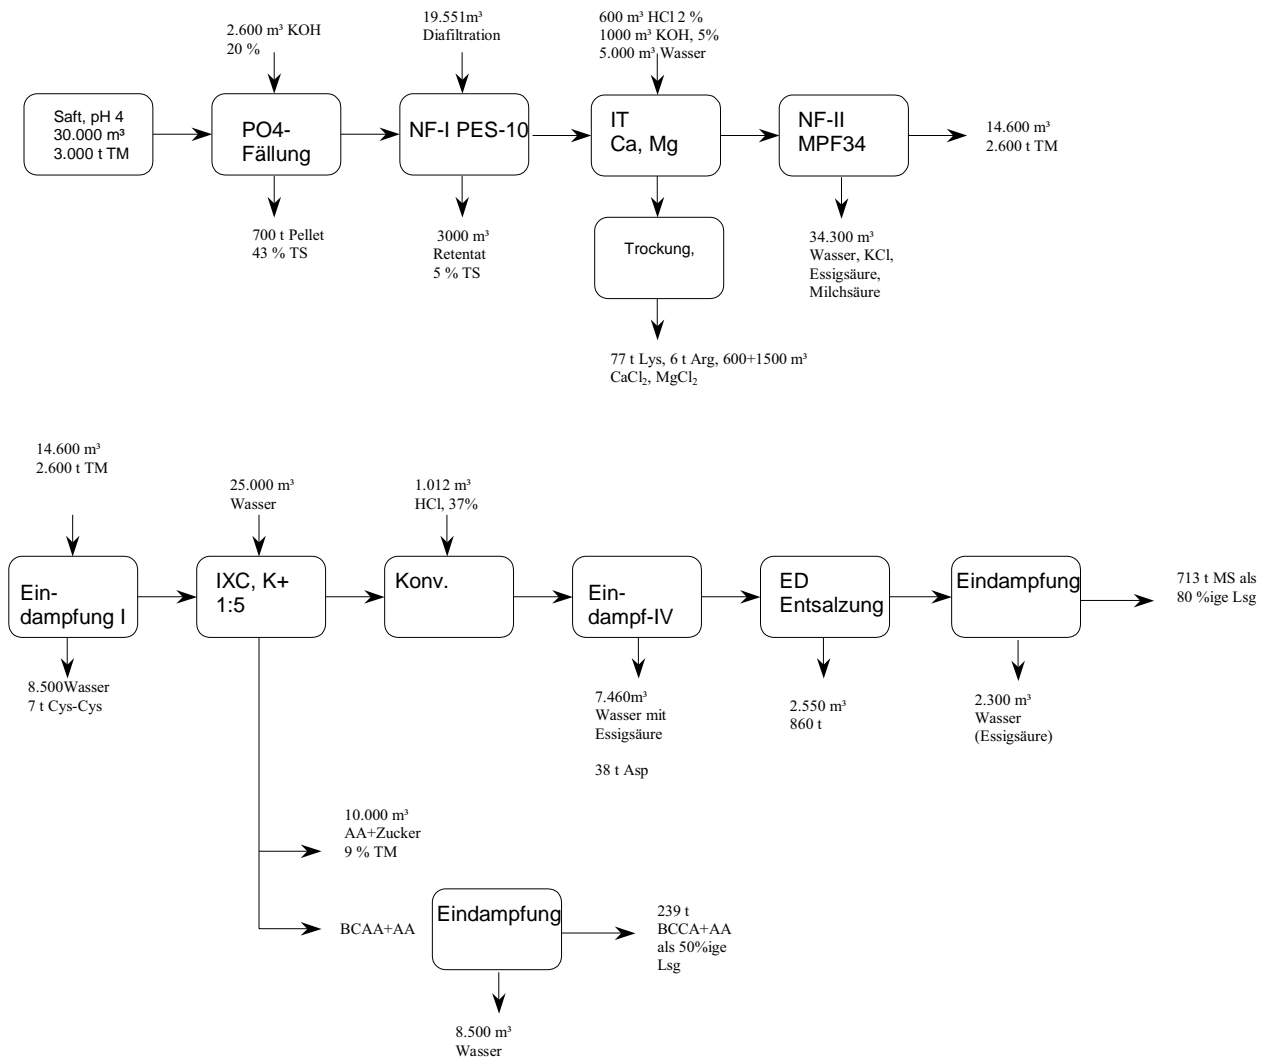 2.600 m³ KOH
20 %
19.551m³
Diafiltration
600 m³ HCl 2 %
1000 m³ KOH, 5%
5.000 m³ Wasser
Saft, pH 4
30.000 m³
3.000 t TM
PO4-
Fällung
NF-I PES-10
IT
Ca, Mg
NF-II
MPF34
14.600 m³
2.600 t TM
700 t Pellet
43 % TS
3000 m³
Retentat
5 % TS
Trockung,
34.300 m³
Wasser, KCl,
Essigsäure,
Milchsäure
77 t Lys, 6 t Arg, 600+1500 m³
CaCl₂, MgCl₂
14.600 m³
2.600 t TM
25.000 m³
Wasser
1.012 m³
HCl, 37%
Ein-
dampfung I
IXC, K+
1:5
Konv.
Ein-
dampf-IV
ED
Entsalzung
Eindampfung
713 t MS als
80 %ige Lsg
8.500Wasser
7 t Cys-Cys
7.460m³
Wasser mit
Essigsäure
38 t Asp
2.550 m³
860 t
2.300 m³
Wasser
(Essigsäure)
10.000 m³
AA+Zucker
9 % TM
BCAA+AA
Eindampfung
239 t
BCCA+AA
als 50%ige
Lsg
8.500 m³
Wasser